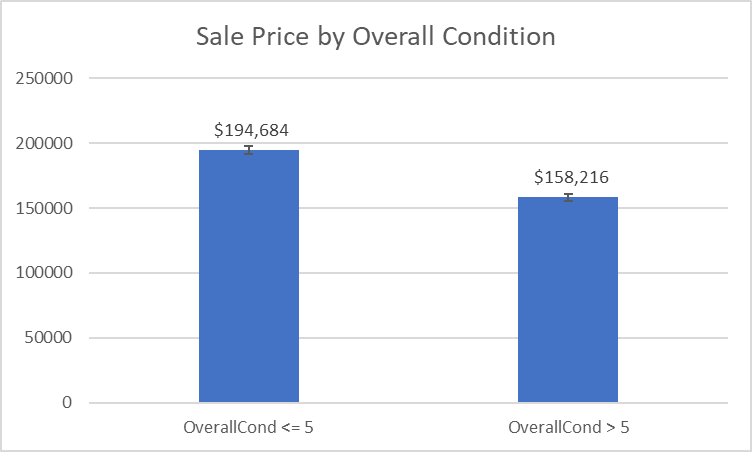 Sale Price by Overall Condition
250000
200000
150000
100000
50000
0
$194,684
$158,216
OverallCond <= 5
OverallCond > 5